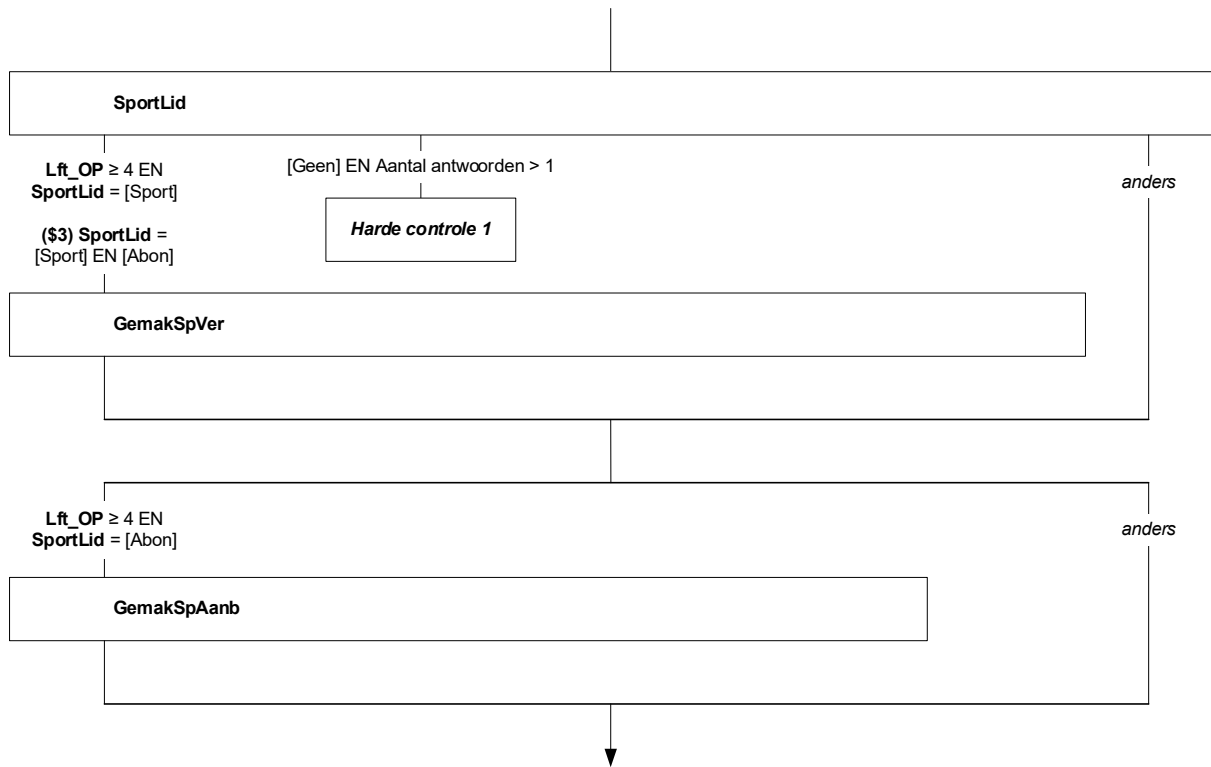 SportLid
Lft_OP ≥ 4 EN
SportLid = [Sport]
[Geen] EN Aantal antwoorden > 1
anders
Harde controle 1
($3) SportLid =
[Sport] EN [Abon]
GemakSpVer
Lft_OP ≥ 4 EN
SportLid = [Abon]
anders
GemakSpAanb